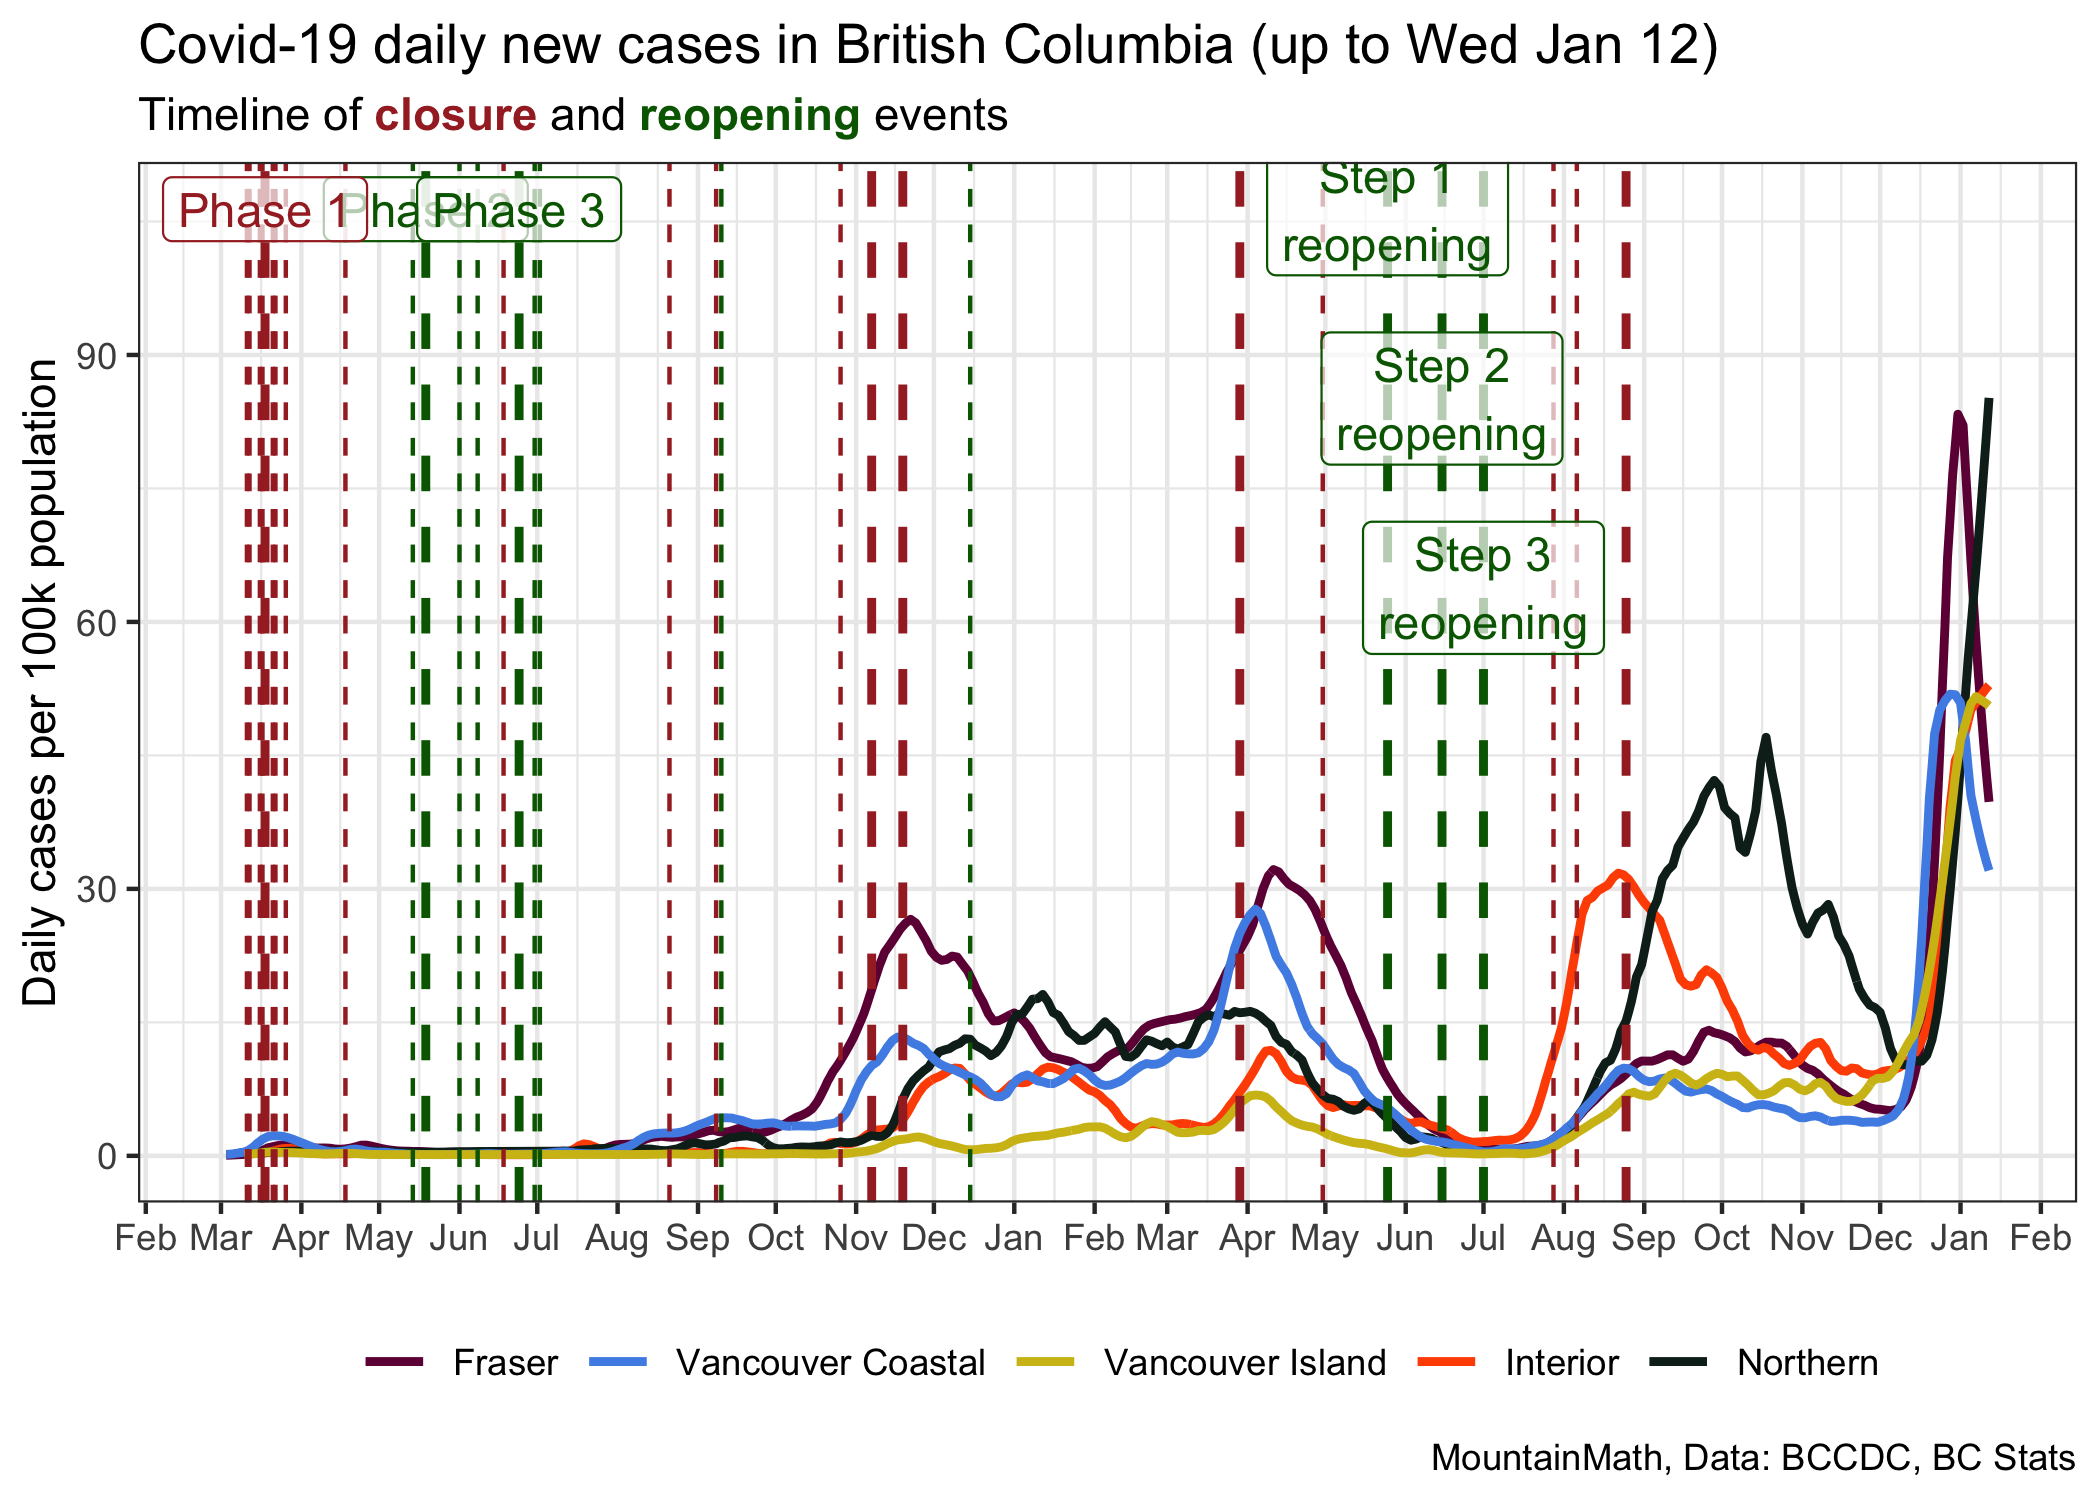 Covid-19 daily new cases in British Columbia (up to Wed Jan 12)
Timeline of closure and reopening events
Phase 1
Phase 2
Phase 3
Step 1
reopening
Step 2
reopening
Step 3
reopening
Daily cases per 100k population
90
60
30
0
Feb Mar Apr May Jun Jul Aug Sep Oct Nov Dec Jan Feb Mar Apr May Jun Jul Aug Sep Oct Nov Dec Jan Feb
Fraser Vancouver Coastal Vancouver Island Interior Northern
MountainMath, Data: BCCDC, BC Stats